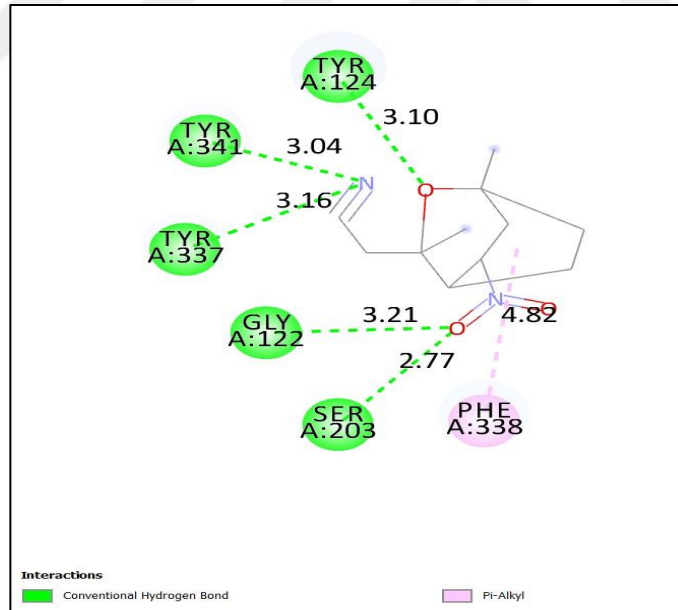 TYR
A:124
3.10
TYR
A:341
3.04
N
O
3.16
TYR
A:337
N
O
4.82
3.21
O
GLY
A:122
2.77
SER
A:203
PHE
A:338
Interactions
Conventional Hydrogen Bond
Pi-Alkyl